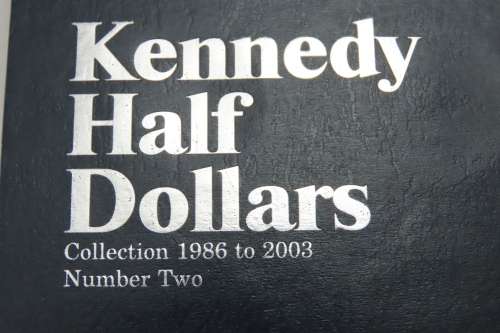 Kennedy
Half
Dollars
Collection 1986 to 2003
Number Two